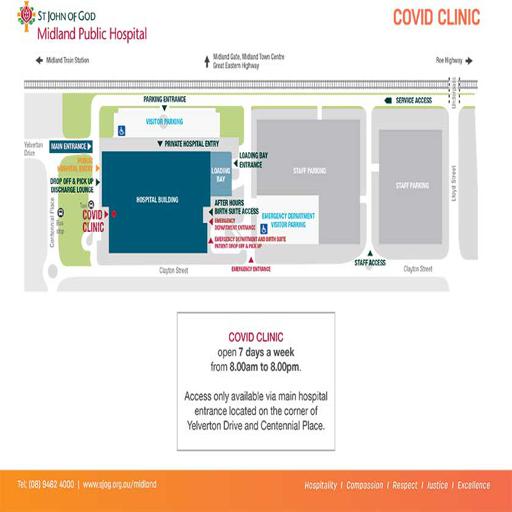 ST JOHN OF GOD
Midland Public Hospital
COVID CLINIC
Midland Train Station
Midland Gate, Midland Town Centre
Great Eastern Highway
Roe Highway
PARKING ENTRANCE
SERVICE ACCESS
Underpass
VISITOR PARKING
Yelverton
Drive
MAIN ENTRANCE
PRIVATE HOSPITAL ENTRY
PUBLIC
HOSPITAL ENTRY
LOADING BAY
ENTRANCE
LOADING
BAY
STAFF PARKING
STAFF PARKING
DROP OFF & PICK UP
DISCHARGE LOUNGE
HOSPITAL BUILDING
Lloyd Street
Centennial Place
Taxi
Bus
stop
COVID
CLINIC
AFTER HOURS
BIRTH SUITE ACCESS
EMERGENCY
DEPARTMENT ENTRANCE
EMERGENCY DEPARTMENT
VISITOR PARKING
EMERGENCY DEPARTMENT AND BIRTH SUITE
PATIENT DROP OFF & PICK UP
Clayton Street
EMERGENCY ENTRANCE
STAFF ACCESS
Clayton Street
COVID CLINIC
open 7 days a week
from 8.00am to 8.00pm.
Access only available via main hospital
entrance located on the corner of
Yelverton Drive and Centennial Place.
Tel: (08) 9462 4000 | www.sjog.org.au/midland
Hospitality | Compassion | Respect | Justice | Excellence